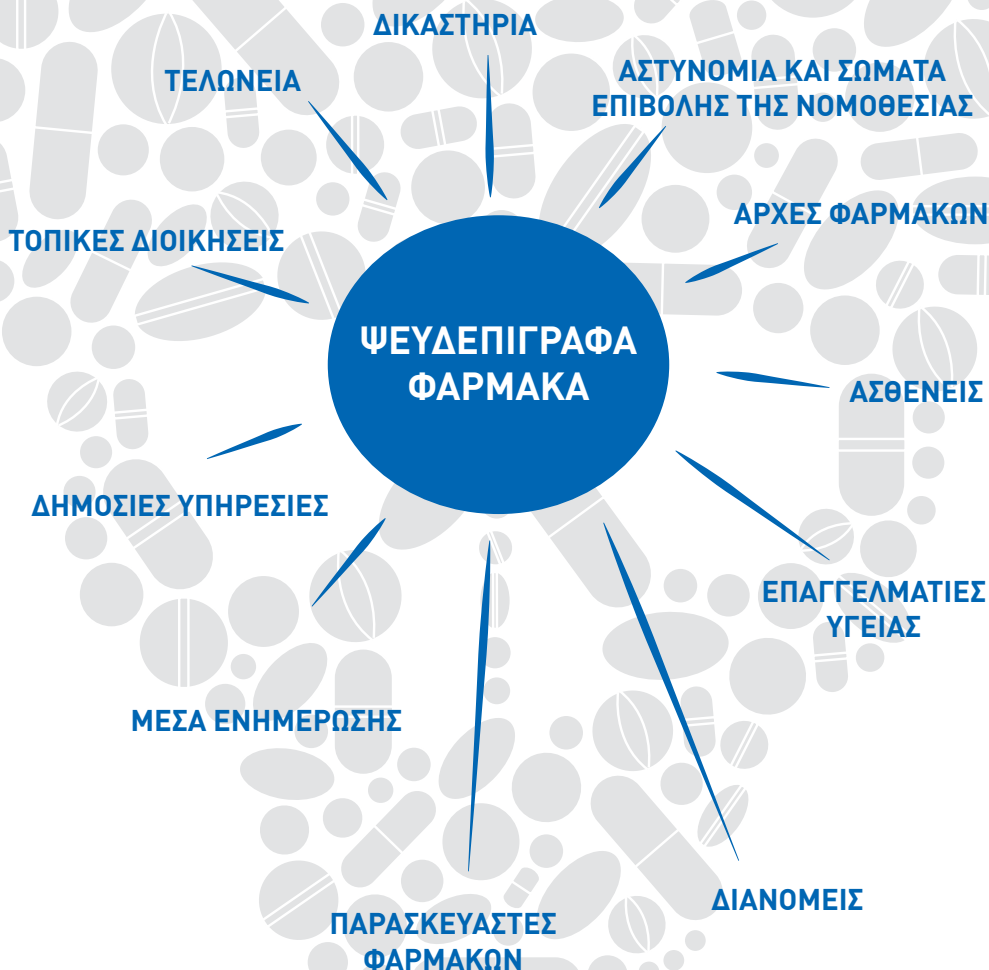 ΔΙΚΑΣΤΗΡΙΑ
ΤΕΛΩΝΕΙΑ
ΑΣΤΥΝΟΜΙΑ ΚΑΙ ΣΩΜΑΤΑ
ΕΠΙΒΟΛΗΣ ΤΗΣ ΝΟΜΟΘΕΣΙΑΣ
ΑΡΧΕΣ ΦΑΡΜΑΚΩΝ
ΤΟΠΙΚΕΣ ΔΙΟΙΚΗΣΕΙΣ
ΨΕΥΔΕΠΙΓΡΑΦΑ
ΦΑΡΜΑΚΑ
ΑΣΘΕΝΕΙΣ
ΔΗΜΟΣΙΕΣ ΥΠΗΡΕΣΙΕΣ
ΕΠΑΓΓΕΛΜΑΤΙΕΣ
ΥΓΕΙΑΣ
ΜΕΣΑ ΕΝΗΜΕΡΩΣΗΣ
ΔΙΑΝΟΜΕΙΣ
ΠΑΡΑΣΚΕΥΑΣΤΕΣ
ΦΑΡΜΑΚΩΝ